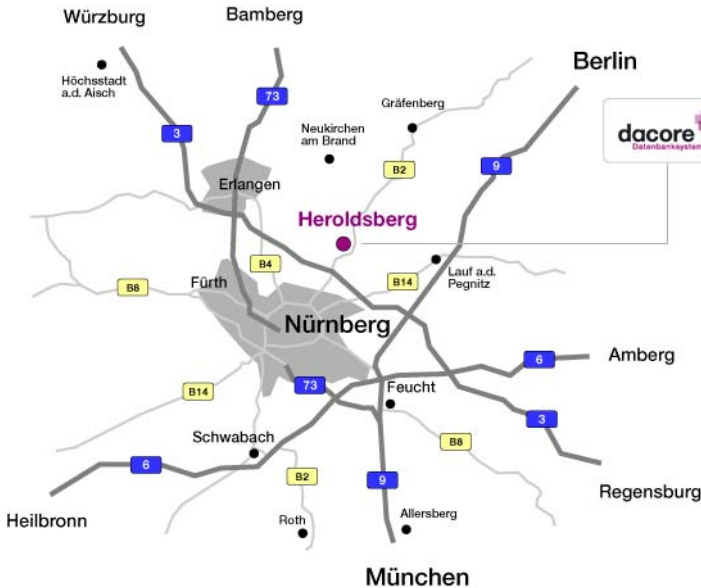 Würzburg
Bamberg
Berlin
Höchsstadt
a.d. Aisch
73
Gräfenberg
3
Neukirchen
am Brand
dacore
Datenbanksystem
9
B2
Erlangen
Heroldsberg
B4
Lauf a.d.
Pegnitz
B8
Fürth
B14
Nürnberg
6
Amberg
B14
73
Feucht
3
Schwabach
B8
6
B2
9
Regensburg
Heilbronn
Roth
Allersberg
München